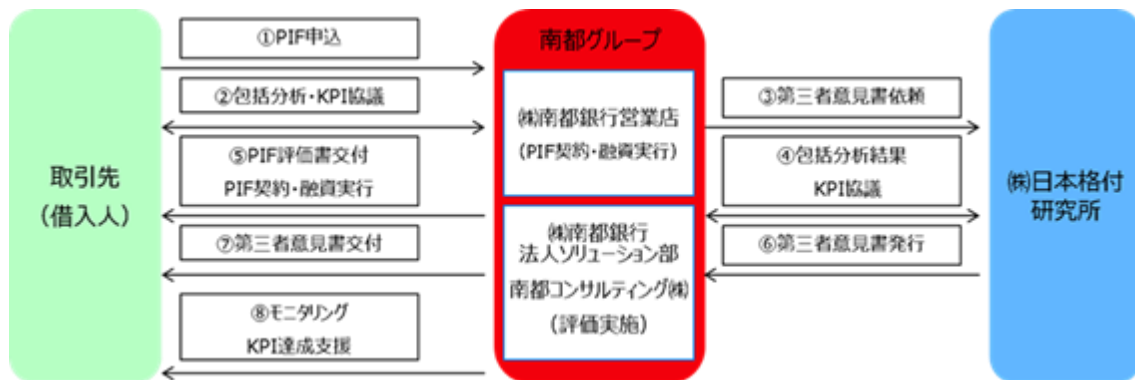 取引先
(借入人)
①PIF申込
②包括分析・KPI協議
⑤PIF評価書交付
PIF契約・融資実行
⑦第三者意見書交付
⑧モニタリング
KPI達成支援
南都グループ
㈱南都銀行営業店
(PIF契約・融資実行)
㈱南都銀行
法人ソリューション部
南都コンサルティング㈱
(評価実施)
③第三者意見書依頼
④包括分析結果
KPI協議
⑥第三者意見書発行
㈱日本格付
研究所